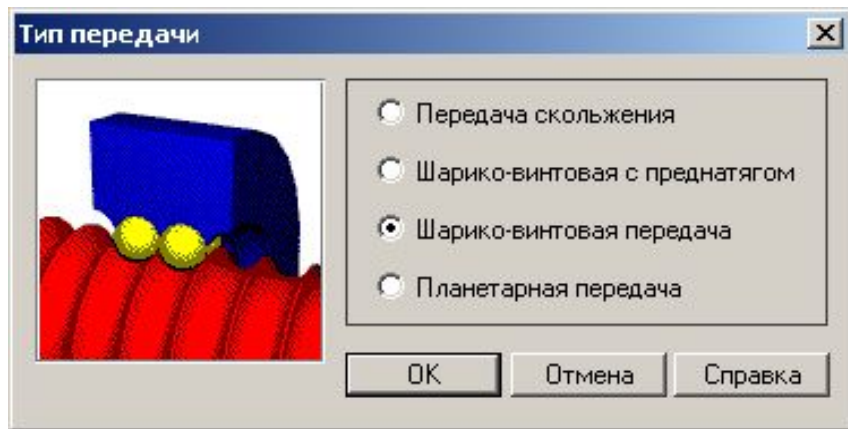 Тип передачи
Передача скольжения
Шарико-винтовая с преднатягом
Шарико-винтовая передача
Планетарная передача
OK
Отмена
Справка